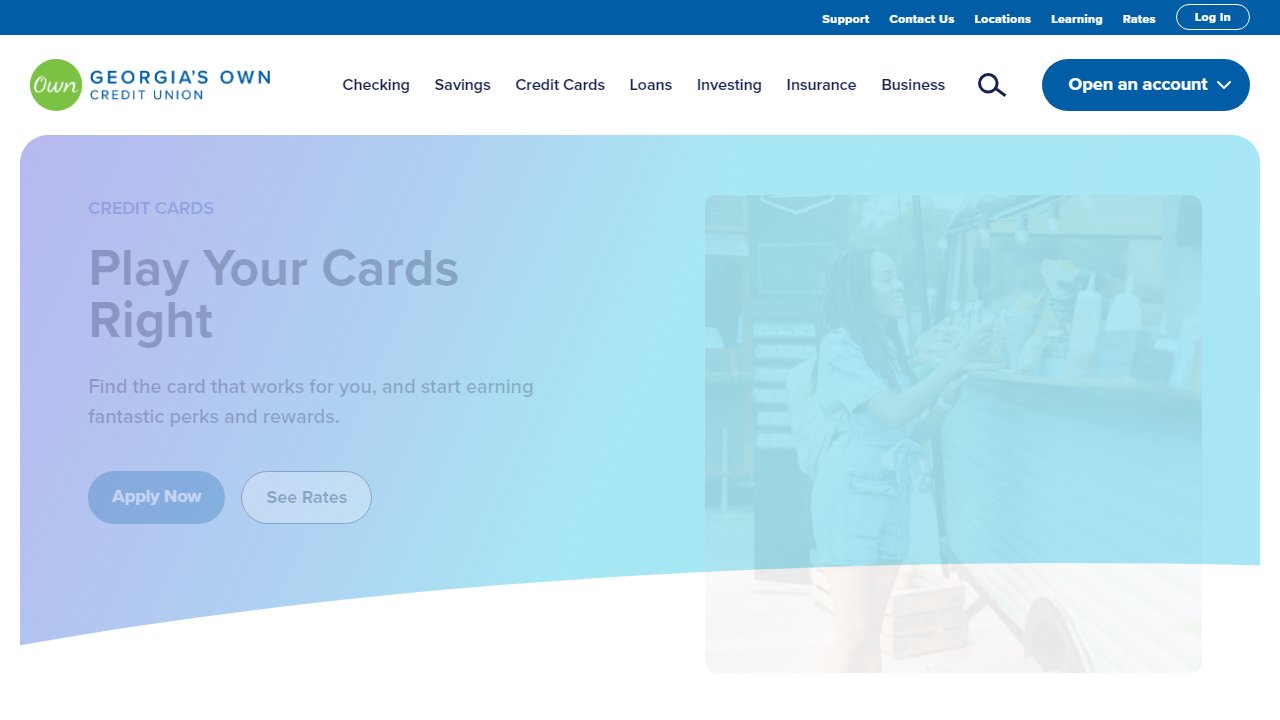 Support Contact Us Locations Learning Rates Log In
Own GEORGIA'S OWN
CREDIT UNION
Checking Savings Credit Cards Loans Investing Insurance Business
Open an account
CREDIT CARDS
Play Your Cards
Right
Find the card that works for you, and start earning
fantastic perks and rewards.
Apply Now See Rates